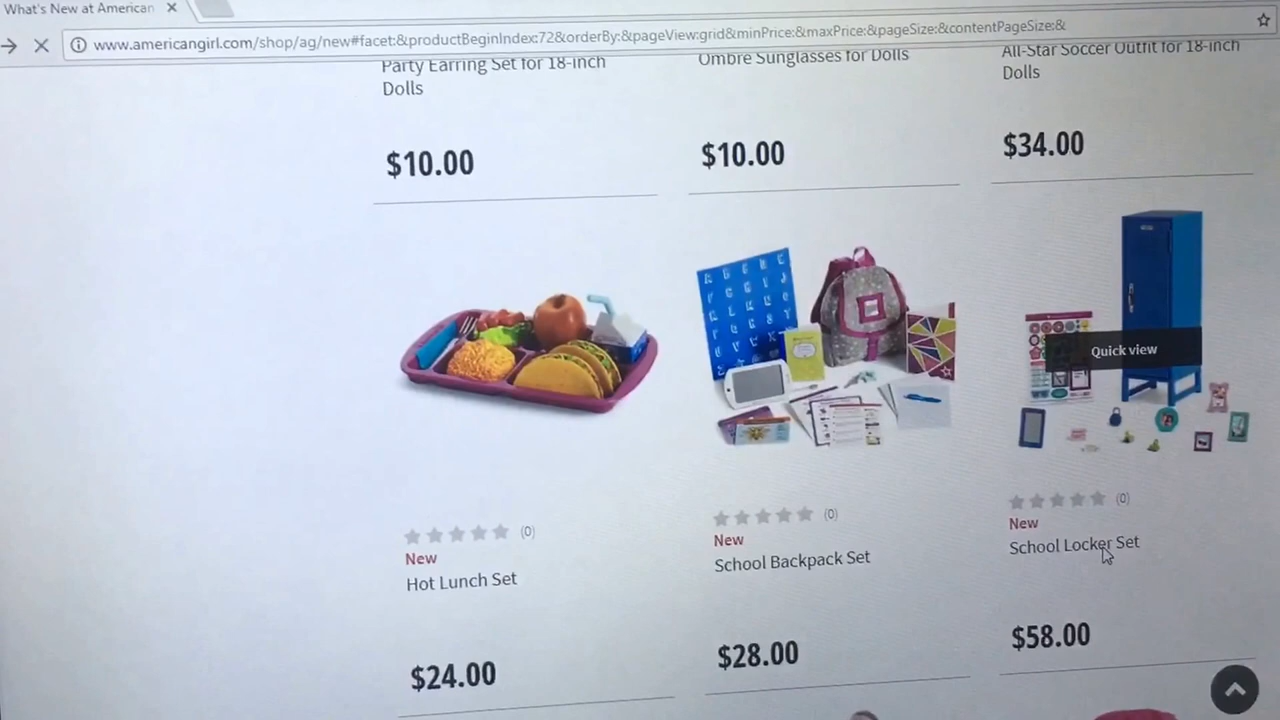 What's New at American
www.americangirl.com/shop/ag/new#facet:&productBeginIndex:72&orderBy:&pageView:grid&minPrice:&maxPrice:&pageSize:&contentPageSize:&
Party Earring Set for 18-inch
Dolls
$10.00
Ombre Sunglasses for Dolls
$10.00
All-Star Soccer Outfit for 18-inch
Dolls
$34.00
(0)
New
Hot Lunch Set
$24.00
(0)
New
School Backpack Set
$28.00
Quick view
(0)
New
School Locker Set
$58.00